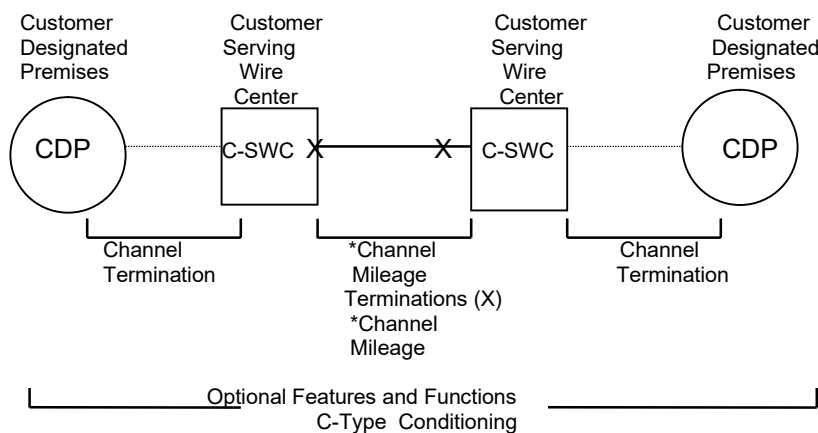 Customer
Designated
Premises
Customer
Serving
Wire
Center
Customer
Serving
Wire
Center
Customer
Designated
Premises
CDP
C-SWC
X
X
C-SWC
CDP
Channel
Termination
*Channel
Mileage
Terminations (X)
*Channel
Mileage
Channel
Termination
Optional Features and Functions
C-Type Conditioning